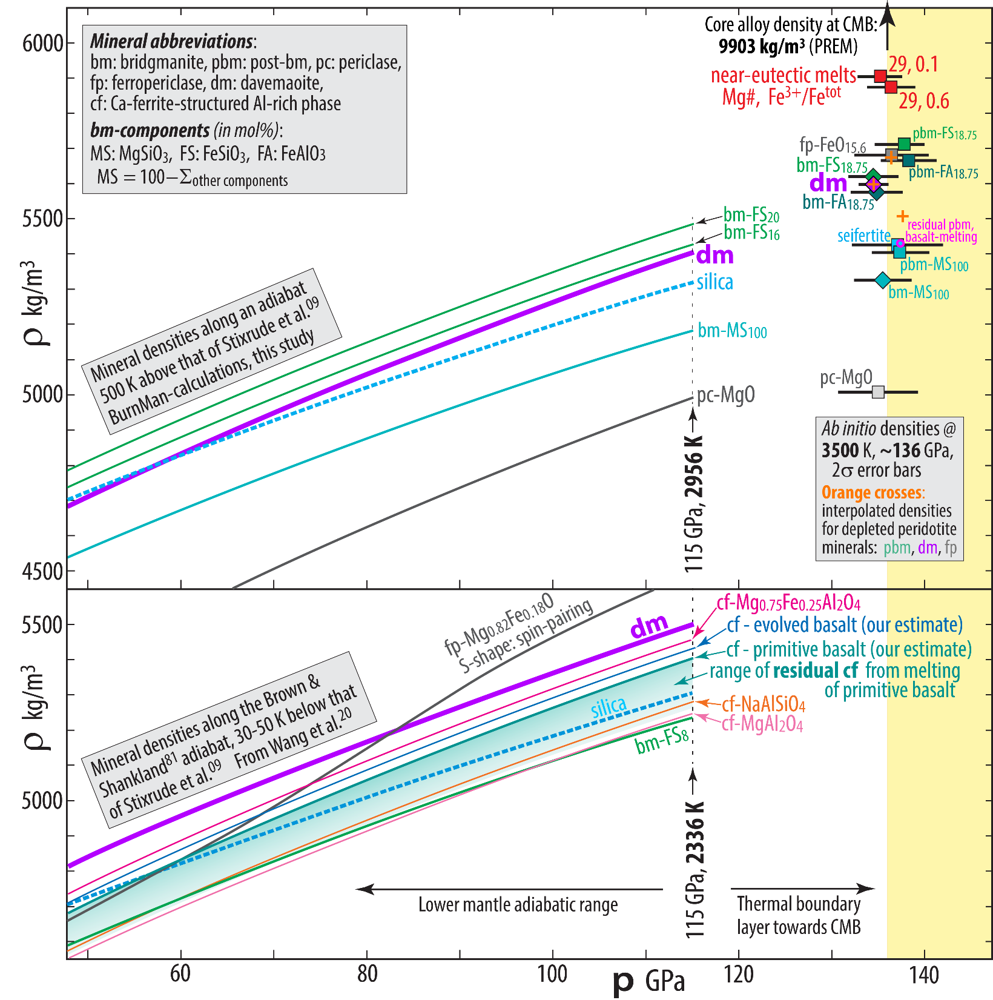 Mineral abbreviations:
bm: bridgmanite, pbm: post-bm, pc: periclase,
fp: ferropericlase, dm: davemaoite,
cf: Ca-ferrite-structured Al-rich phase
bm-components (in mol%):
MS: MgSiO3, FS: FeSiO3, FA: FeAlO3
MS = 100−Σother components
Core alloy density at CMB:
9903 kg/m³ (PREM)
29, 0.1
near-eutectic melts
Mg#, Fe3+/Fetot
29, 0.6
pbm-FS18.75
fp-FeO15.6
bm-FS18.75
pbm-FA18.75
dm
bm-FA18.75
residual pbm,
basalt-melting
seifertite
pbm-MS100
bm-MS100
pc-MgO
6000
5500
5000
4500
ρ kg/m³
bm-FS20
bm-FS16
dm
silica
bm-MS100
pc-MgO
Mineral densities along an adiabat
500 K above that of Stixrude et al.09
BurnMan-calculations, this study
115 GPa, 2956 K
Ab initio densities @
3500 K, ~136 GPa,
2σ error bars
Orange crosses:
interpolated densities
for depleted peridotite
minerals: pbm, dm, fp
5500
5000
ρ kg/m³
fp-Mg0.82Fe0.18O
S-shape: spin-pairing
dm
cf-Mg0.75Fe0.25Al2O4
cf - evolved basalt (our estimate)
cf - primitive basalt (our estimate)
range of residual cf from melting
of primitive basalt
silica
cf-NaAlSiO4
cf-MgAl2O4
bm-FS8
Mineral densities along the Brown &
Shankland81 adiabat, 30-50 K below that
of Stixrude et al.09 From Wang et al.20
115 GPa, 2336 K
Lower mantle adiabatic range
Thermal boundary
layer towards CMB
60
80
100
120
140
p GPa